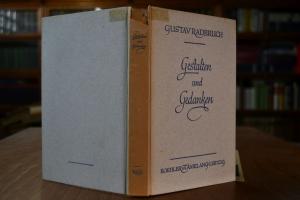 GUSTAV RADBRUCH
Gestalten
und
Gedanken
KOEHLER & AMELANG · LEIPZIG